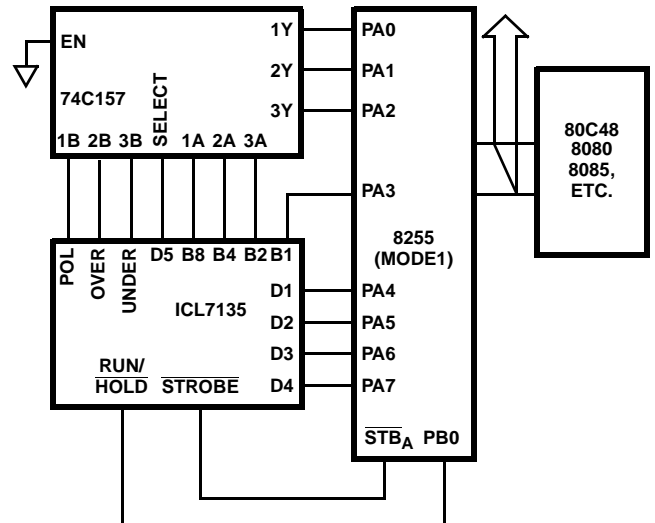 EN
74C157
1Y
2Y
3Y
1B 2B 3B SELECT 1A 2A 3A
PA0
PA1
PA2
PA3
8255
(MODE1)
PA4
PA5
PA6
PA7
STBA PB0
80C48
8080
8085,
ETC.
POL OVER UNDER D5 B8 B4 B2 B1
ICL7135
D1
D2
D3
D4
RUN/
HOLD STROBE